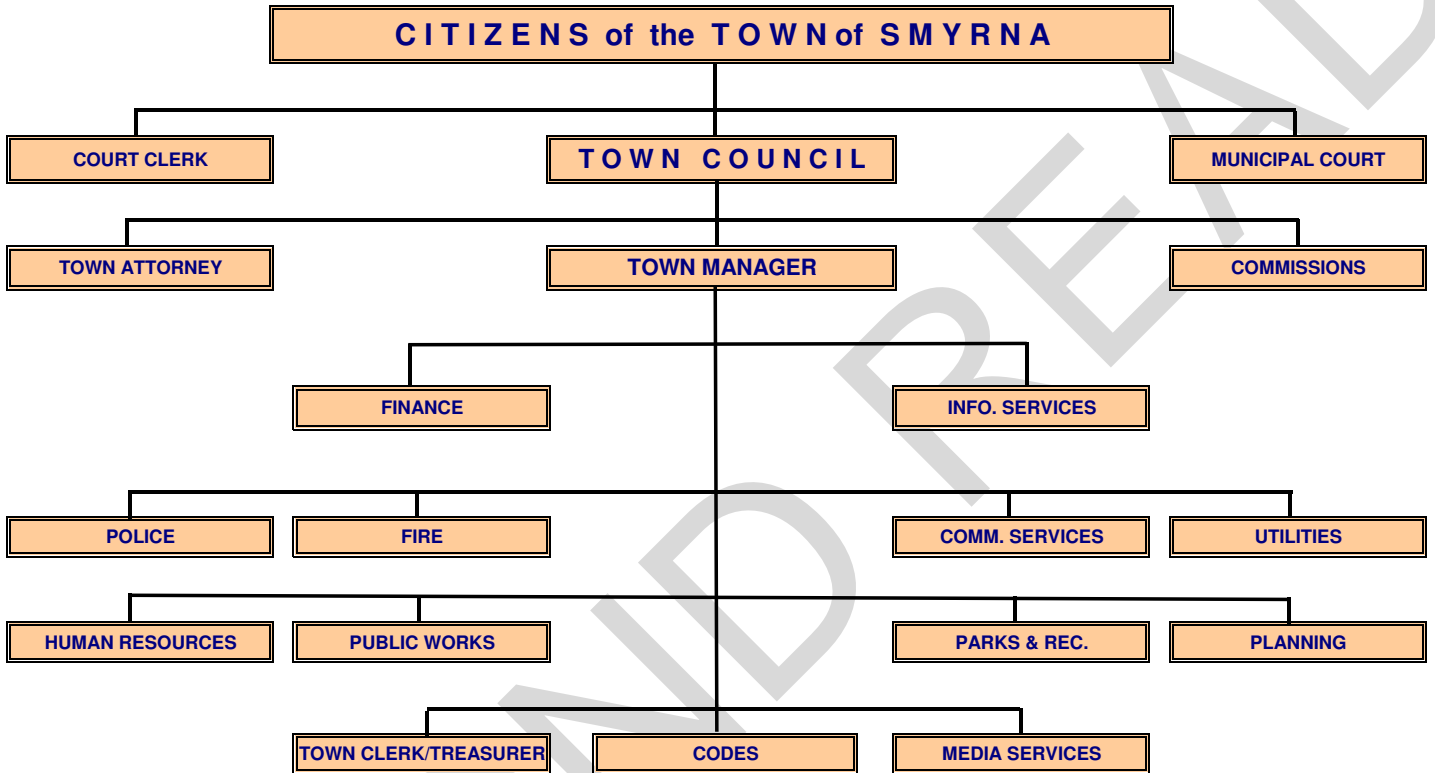 CITIZENS of the TOWN of SMYRNA
COURT CLERK
TOWN COUNCIL
MUNICIPAL COURT
TOWN ATTORNEY
TOWN MANAGER
COMMISSIONS
FINANCE
INFO. SERVICES
POLICE
FIRE
COMM. SERVICES
UTILITIES
HUMAN RESOURCES
PUBLIC WORKS
PARKS & REC.
PLANNING
TOWN CLERK/TREASURER
CODES
MEDIA SERVICES
ND READ